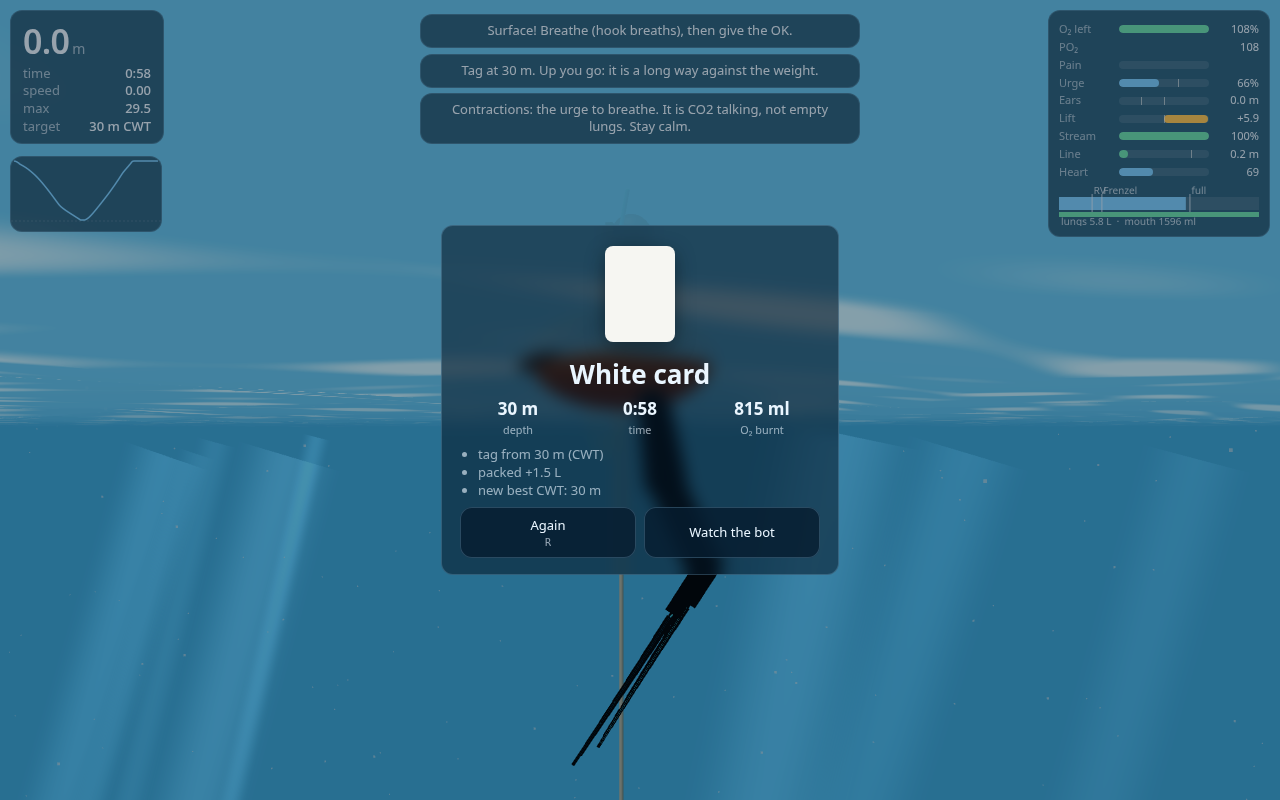 0.0 m
time 0:58
speed 0.00
max 29.5
target 30 m CWT
Surface! Breathe (hook breaths), then give the OK.
Tag at 30 m. Up you go: it is a long way against the weight.
Contractions: the urge to breathe. It is CO2 talking, not empty
lungs. Stay calm.
O₂ left 108%
PO₂ 108
Pain
Urge 66%
Ears 0.0 m
Lift +5.9
Stream 100%
Line 0.2 m
Heart 69
RV Frenzel full
lungs 5.8 L · mouth 1596 ml
White card
30 m 0:58 815 ml
depth time O₂ burnt
• tag from 30 m (CWT)
• packed +1.5 L
• new best CWT: 30 m
Again
R
Watch the bot